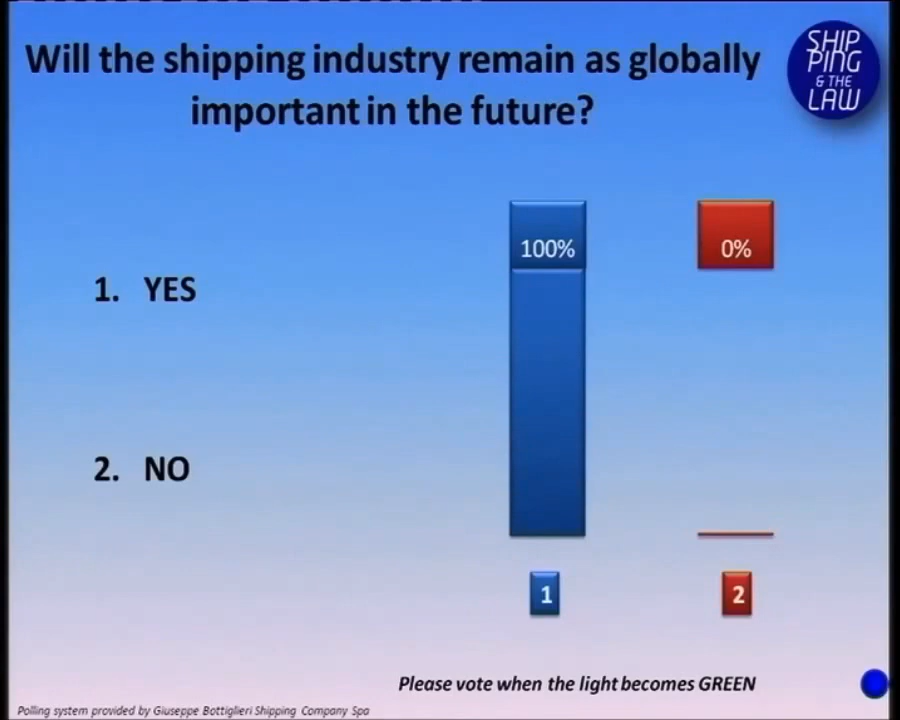 Will the shipping industry remain as globally
important in the future?
SHIP
PING
& THE
LAW
100%
0%
1. YES
2. NO
1
2
Please vote when the light becomes GREEN
Polling system provided by Giuseppe Bottiglieri Shipping Company Spa